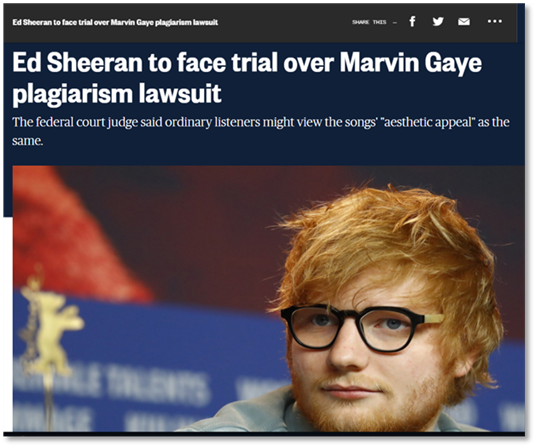 Ed Sheeran to face trial over Marvin Gaye plagiarism lawsuit
SHARE THIS —
Ed Sheeran to face trial over Marvin Gaye
plagiarism lawsuit
The federal court judge said ordinary listeners might view the songs' "aesthetic appeal" as the
same.
LE TALENTS